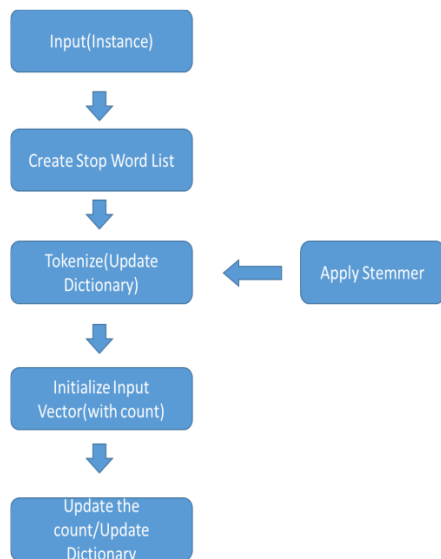 Input(Instance)
Create Stop Word List
Tokenize(Update
Dictionary)
Apply Stemmer
Initialize Input
Vector(with count)
Update the
count/Update
Dictionary